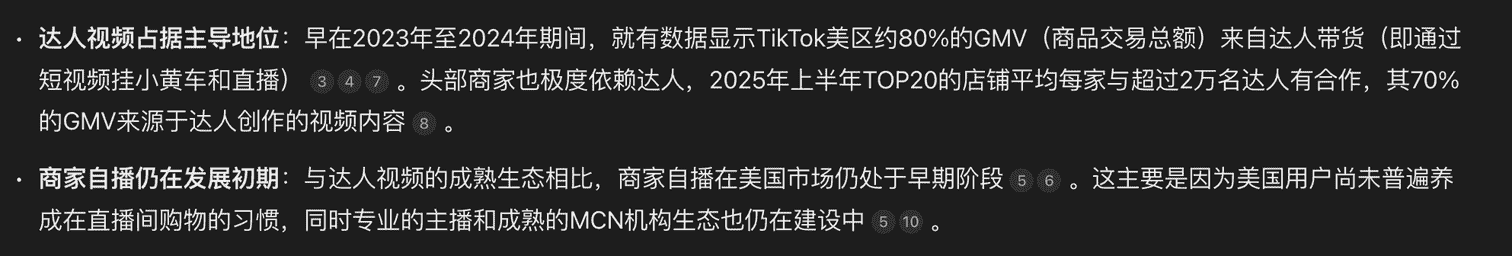 • 达人视频占据主导地位：早在2023年至2024年期间，就有数据显示TikTok美区约80%的GMV（商品交易总额）来自达人带货（即通过
短视频挂小黄车和直播） 3 4 7 。头部商家也极度依赖达人，2025年上半年TOP20的店铺平均每家与超过2万名达人有合作，其70%
的GMV来源于达人创作的视频内容 8 。
• 商家自播仍在发展初期：与达人视频的成熟生态相比，商家自播在美国市场仍处于早期阶段 5 6 。这主要是因为美国用户尚未普遍养
成在直播间购物的习惯，同时专业的主播和成熟的MCN机构生态也仍在建设中 5 10 。